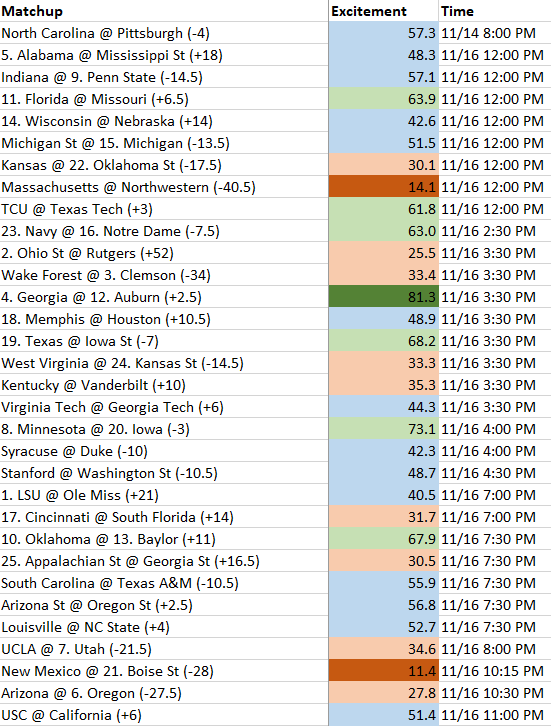 Matchup Excitement Time
North Carolina @ Pittsburgh (-4) 57.3 11/14 8:00 PM
5. Alabama @ Mississippi St (+18) 48.3 11/16 12:00 PM
Indiana @ 9. Penn State (-14.5) 57.1 11/16 12:00 PM
11. Florida @ Missouri (+6.5) 63.9 11/16 12:00 PM
14. Wisconsin @ Nebraska (+14) 42.6 11/16 12:00 PM
Michigan St @ 15. Michigan (-13.5) 51.5 11/16 12:00 PM
Kansas @ 22. Oklahoma St (-17.5) 30.1 11/16 12:00 PM
Massachusetts @ Northwestern (-40.5) 14.1 11/16 12:00 PM
TCU @ Texas Tech (+3) 61.8 11/16 12:00 PM
23. Navy @ 16. Notre Dame (-7.5) 63.0 11/16 2:30 PM
2. Ohio St @ Rutgers (+52) 25.5 11/16 3:30 PM
Wake Forest @ 3. Clemson (-34) 33.4 11/16 3:30 PM
4. Georgia @ 12. Auburn (+2.5) 81.3 11/16 3:30 PM
18. Memphis @ Houston (+10.5) 48.9 11/16 3:30 PM
19. Texas @ Iowa St (-7) 68.2 11/16 3:30 PM
West Virginia @ 24. Kansas St (-14.5) 33.3 11/16 3:30 PM
Kentucky @ Vanderbilt (+10) 35.3 11/16 3:30 PM
Virginia Tech @ Georgia Tech (+6) 44.3 11/16 3:30 PM
8. Minnesota @ 20. Iowa (-3) 73.1 11/16 4:00 PM
Syracuse @ Duke (-10) 42.3 11/16 4:00 PM
Stanford @ Washington St (-10.5) 48.7 11/16 4:30 PM
1. LSU @ Ole Miss (+21) 40.5 11/16 7:00 PM
17. Cincinnati @ South Florida (+14) 31.7 11/16 7:00 PM
10. Oklahoma @ 13. Baylor (+11) 67.9 11/16 7:30 PM
25. Appalachian St @ Georgia St (+16.5) 30.5 11/16 7:30 PM
South Carolina @ Texas A&M (-10.5) 55.9 11/16 7:30 PM
Arizona St @ Oregon St (+2.5) 56.8 11/16 7:30 PM
Louisville @ NC State (+4) 52.7 11/16 7:30 PM
UCLA @ 7. Utah (-21.5) 34.6 11/16 8:00 PM
New Mexico @ 21. Boise St (-28) 11.4 11/16 10:15 PM
Arizona @ 6. Oregon (-27.5) 27.8 11/16 10:30 PM
USC @ California (+6) 51.4 11/16 11:00 PM